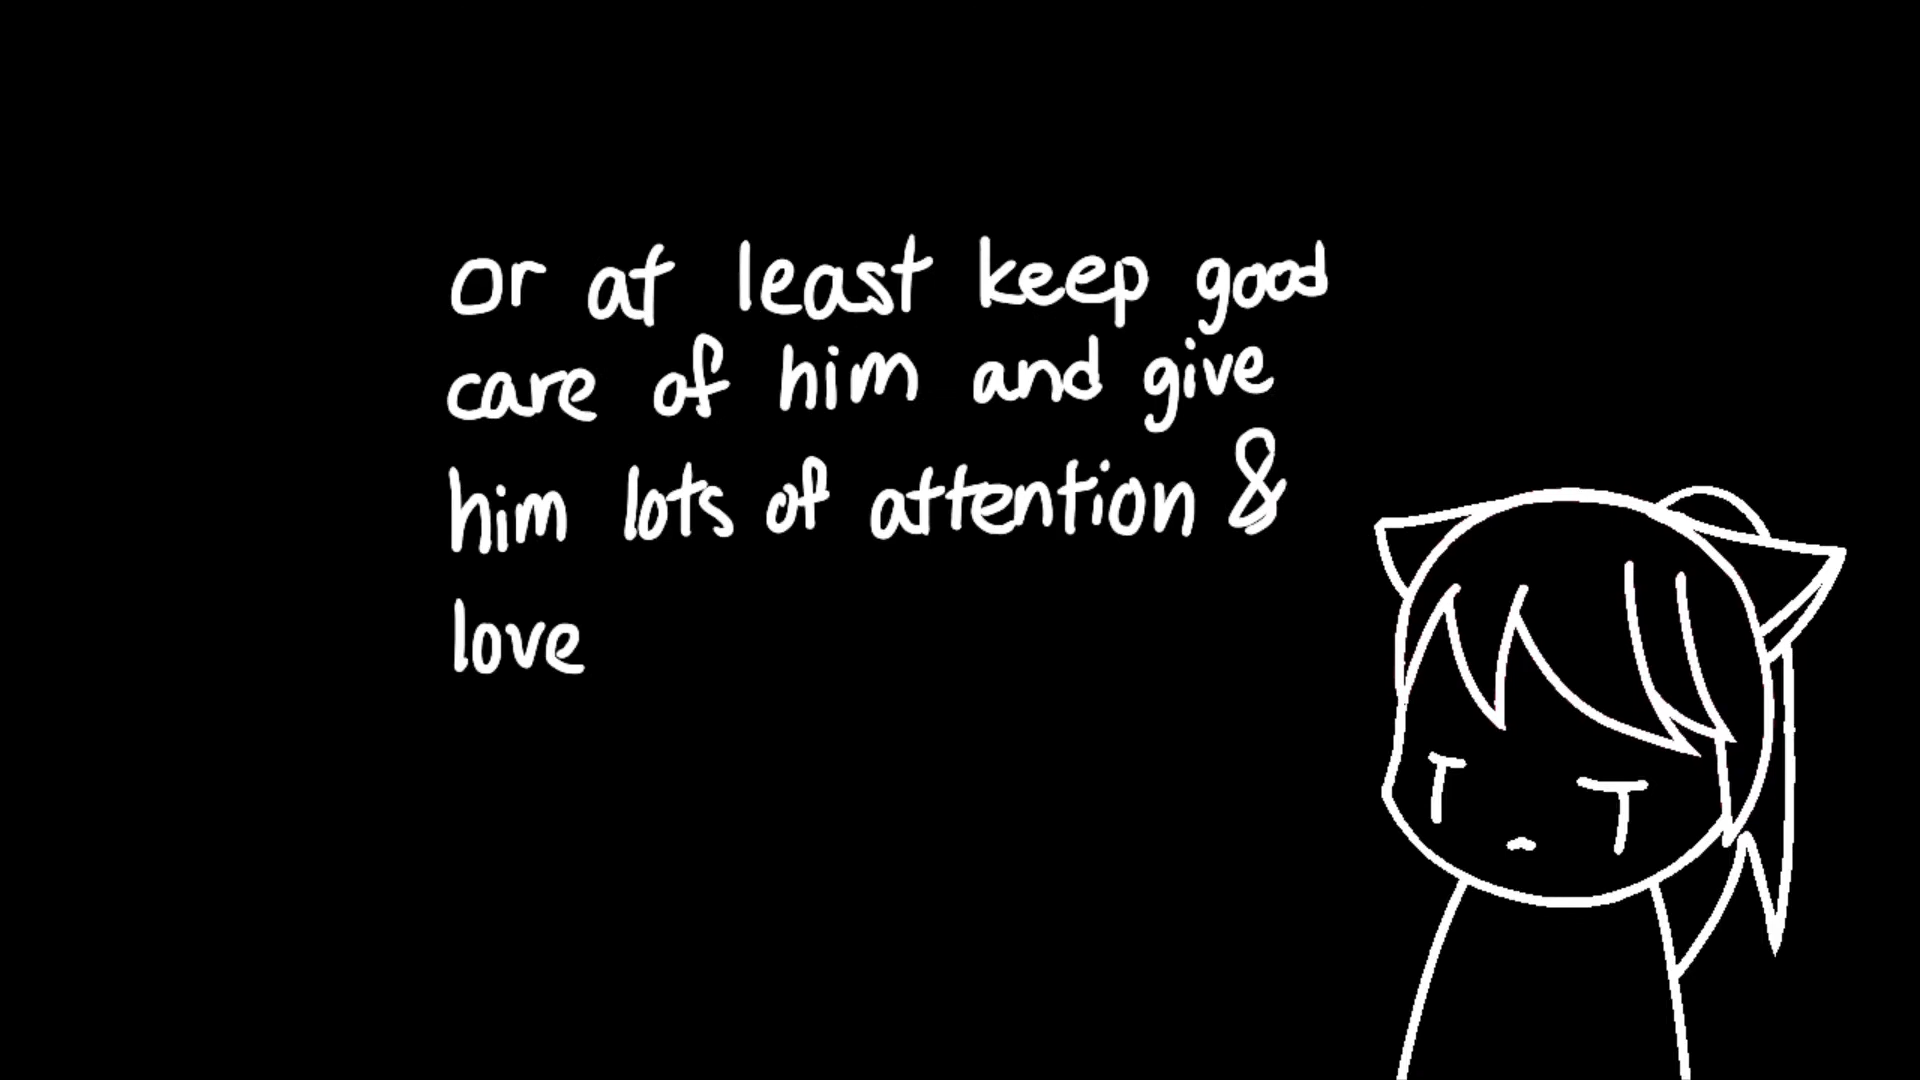 or at least keep good
care of him and give
him lots of attention &
love